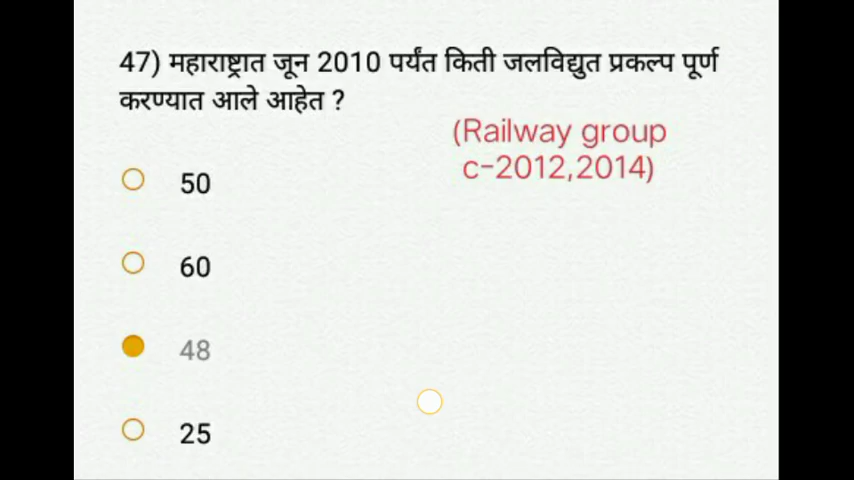 47) महाराष्ट्रात जून 2010 पर्यंत किती जलविद्युत प्रकल्प पूर्ण
करण्यात आले आहेत ?
(Railway group
c-2012,2014)
50
60
48
25